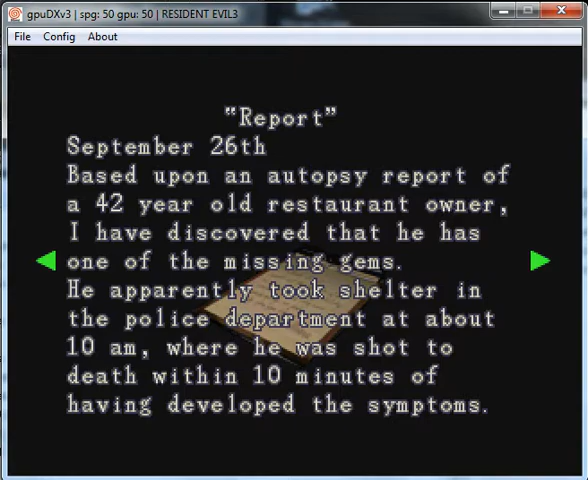 gpuDXv3 | spg: 50 gpu: 50 | RESIDENT EVIL3
File Config About
"Report"
September 26th
Based upon an autopsy report of
a 42 year old restaurant owner,
I have discovered that he has
one of the missing gems.
He apparently took shelter in
the police department at about
10 am, where he was shot to
death within 10 minutes of
having developed the symptoms.